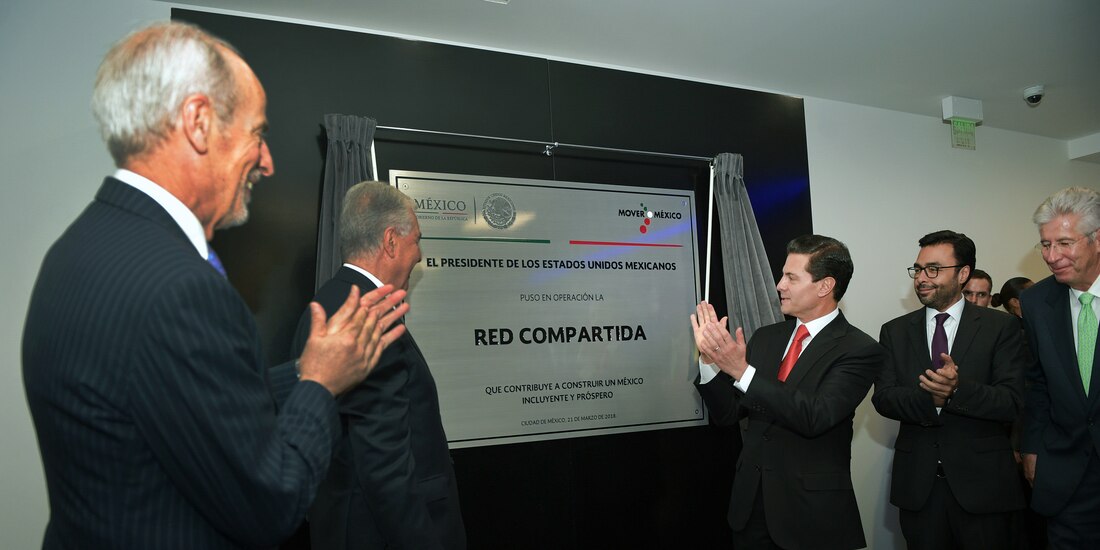 MÉXICO
GOBIERNO DE LA REPÚBLICA
MOVER MÉXICO
EL PRESIDENTE DE LOS ESTADOS UNIDOS MEXICANOS
PUSO EN OPERACIÓN LA
RED COMPARTIDA
QUE CONTRIBUYE A CONSTRUIR UN MÉXICO
INCLUYENTE Y PRÓSPERO
CIUDAD DE MÉXICO, 21 DE MARZO DE 2018
SALIDA